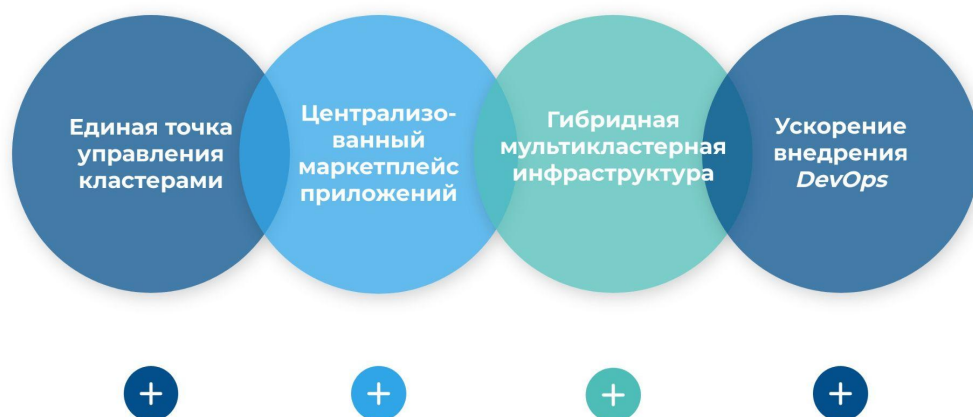 Единая точка
управления
кластерами
Централизо-
ванный
маркетплейс
приложений
Гибридная
мультикластерная
инфраструктура
Ускорение
внедрения
DevOps
+
+
+
+